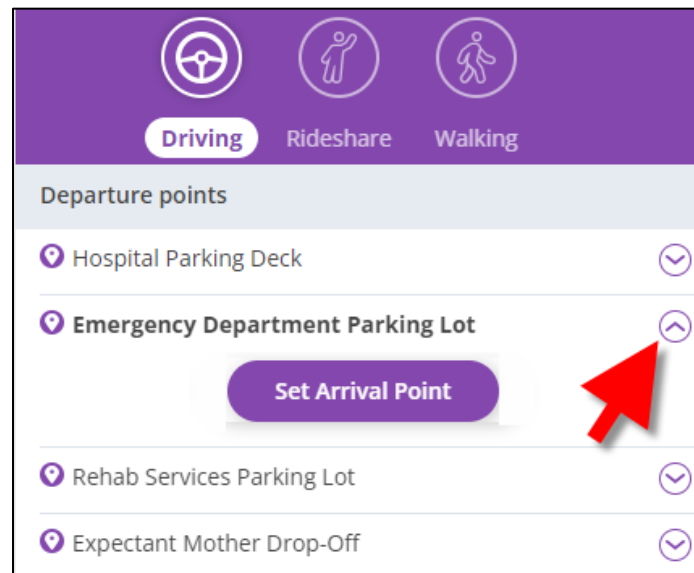 Driving Rideshare Walking
Departure points
Hospital Parking Deck
Emergency Department Parking Lot
Set Arrival Point
Rehab Services Parking Lot
Expectant Mother Drop-Off